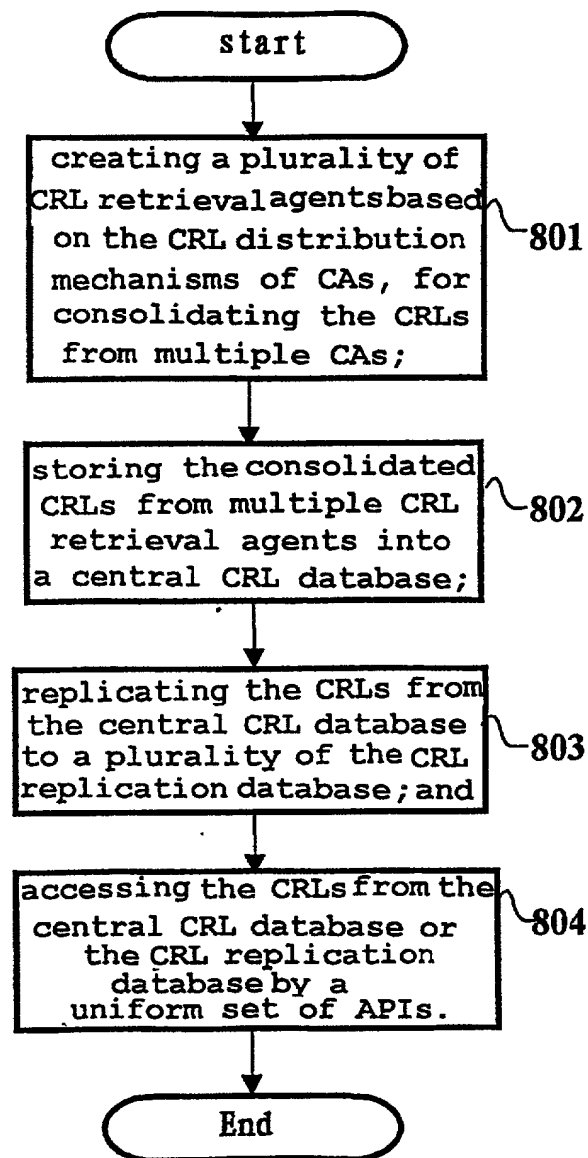 start
creating a plurality of
CRL retrieval agents based
on the CRL distribution
mechanisms of CAs, for
consolidating the CRLs
from multiple CAs;
801
storing the consolidated
CRLs from multiple CRL
retrieval agents into
a central CRL database;
802
replicating the CRLs from
the central CRL database
to a plurality of the CRL
replication database; and
803
accessing the CRLs from the
central CRL database or
the CRL replication
database by a
uniform set of APIs.
804
End